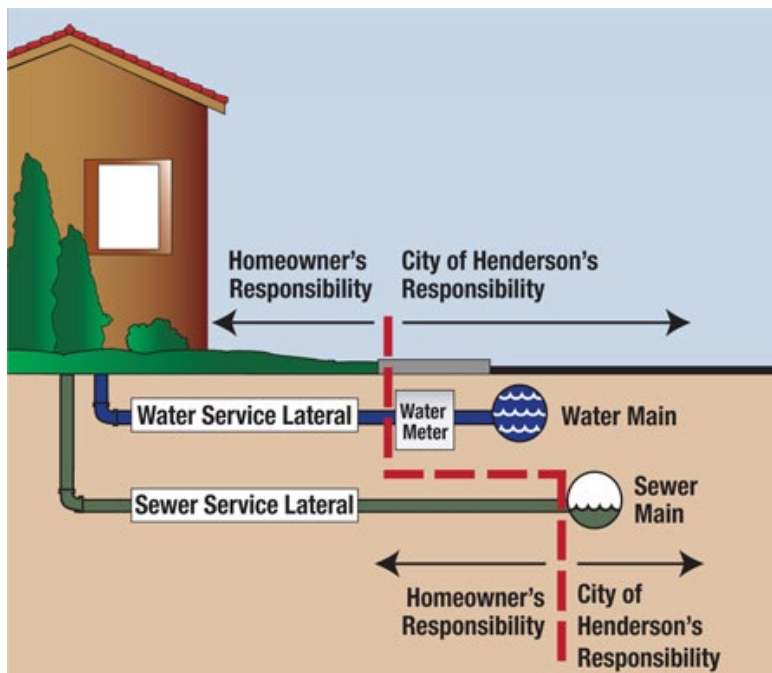 Homeowner's
Responsibility
City of Henderson's
Responsibility
Water Service Lateral
Water
Meter
Water Main
Sewer Service Lateral
Sewer
Main
Homeowner's
Responsibility
City of
Henderson's
Responsibility